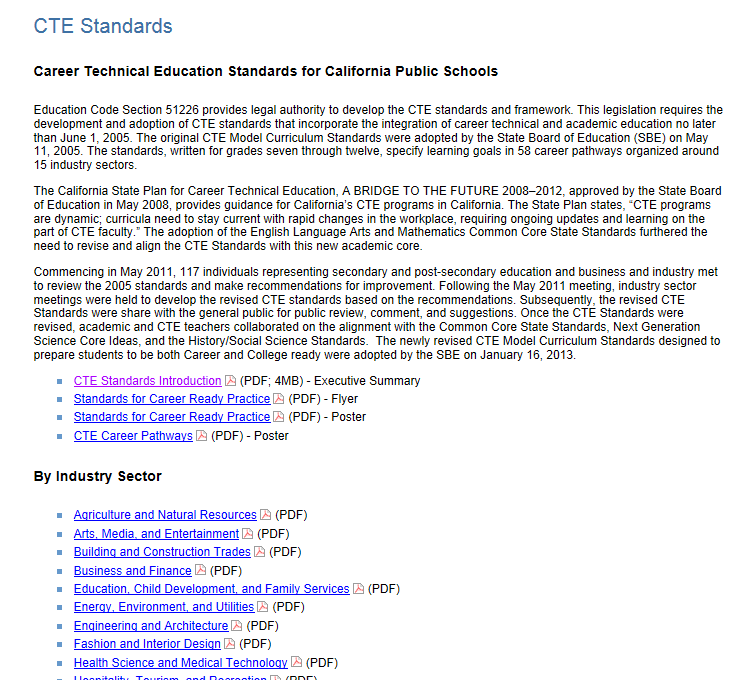 CTE Standards
Career Technical Education Standards for California Public Schools
Education Code Section 51226 provides legal authority to develop the CTE standards and framework. This legislation requires the
development and adoption of CTE standards that incorporate the integration of career technical and academic education no later
than June 1, 2005. The original CTE Model Curriculum Standards were adopted by the State Board of Education (SBE) on May
11, 2005. The standards, written for grades seven through twelve, specify learning goals in 58 career pathways organized around
15 industry sectors.
The California State Plan for Career Technical Education, A BRIDGE TO THE FUTURE 2008–2012, approved by the State Board
of Education in May 2008, provides guidance for California's CTE programs in California. The State Plan states, “CTE programs
are dynamic; curricula need to stay current with rapid changes in the workplace, requiring ongoing updates and learning on the
part of CTE faculty.” The adoption of the English Language Arts and Mathematics Common Core State Standards furthered the
need to revise and align the CTE Standards with this new academic core.
Commencing in May 2011, 117 individuals representing secondary and post-secondary education and business and industry met
to review the 2005 standards and make recommendations for improvement. Following the May 2011 meeting, industry sector
meetings were held to develop the revised CTE standards based on the recommendations. Subsequently, the revised CTE
Standards were share with the general public for public review, comment, and suggestions. Once the CTE Standards were
revised, academic and CTE teachers collaborated on the alignment with the Common Core State Standards, Next Generation
Science Core Ideas, and the History/Social Science Standards. The newly revised CTE Model Curriculum Standards designed to
prepare students to be both Career and College ready were adopted by the SBE on January 16, 2013.
CTE Standards Introduction (PDF; 4MB) - Executive Summary
Standards for Career Ready Practice (PDF) - Flyer
Standards for Career Ready Practice (PDF) - Poster
CTE Career Pathways (PDF) - Poster
By Industry Sector
Agriculture and Natural Resources (PDF)
Arts, Media, and Entertainment (PDF)
Building and Construction Trades (PDF)
Business and Finance (PDF)
Education, Child Development, and Family Services (PDF)
Energy, Environment, and Utilities (PDF)
Engineering and Architecture (PDF)
Fashion and Interior Design (PDF)
Health Science and Medical Technology (PDF)
Hospitality, Tourism, and Recreation (PDF)